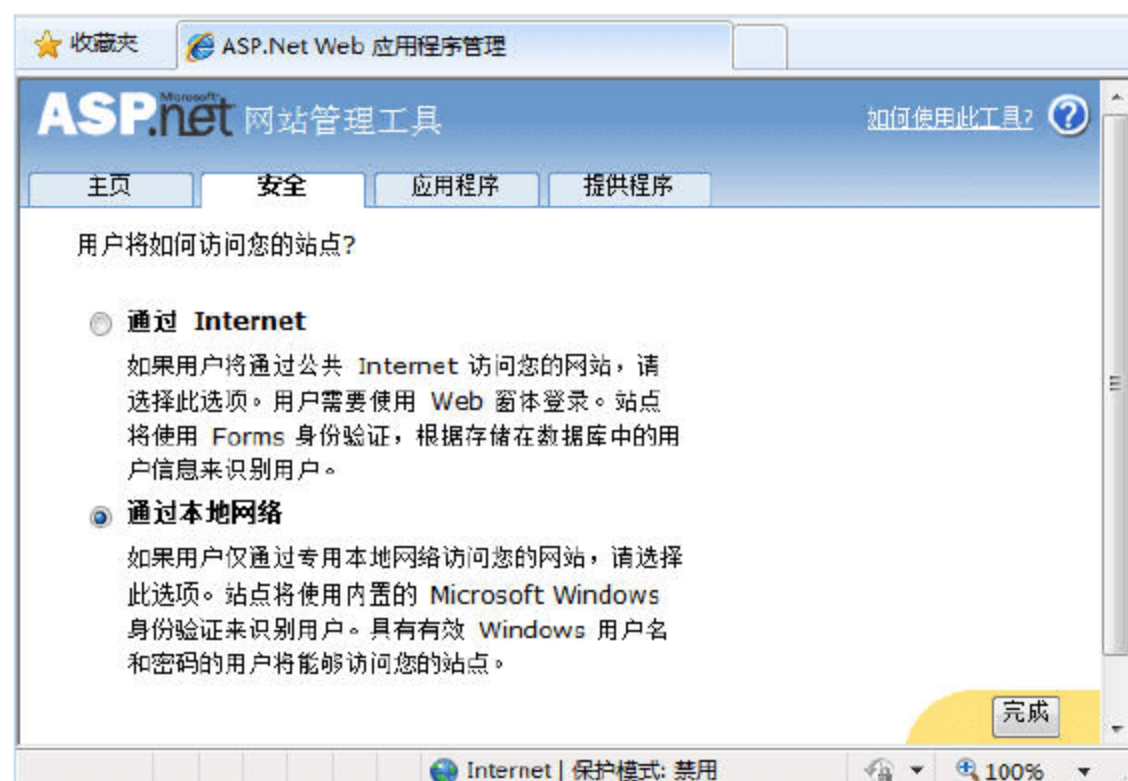 收藏夹 ASP.Net Web 应用程序管理
Microsoft
ASP.net 网站管理工具 如何使用此工具? ?
主页 安全 应用程序 提供程序
用户将如何访问您的站点?
通过 Internet
如果用户将通过公共 Internet 访问您的网站，请
选择此选项。用户需要使用 Web 窗体登录。站点
将使用 Forms 身份验证，根据存储在数据库中的用
户信息来识别用户。
通过本地网络
如果用户仅通过专用本地网络访问您的网站，请选择
此选项。站点将使用内置的 Microsoft Windows
身份验证来识别用户。具有有效 Windows 用户名
和密码的用户将能够访问您的站点。
完成
Internet | 保护模式: 禁用 100%